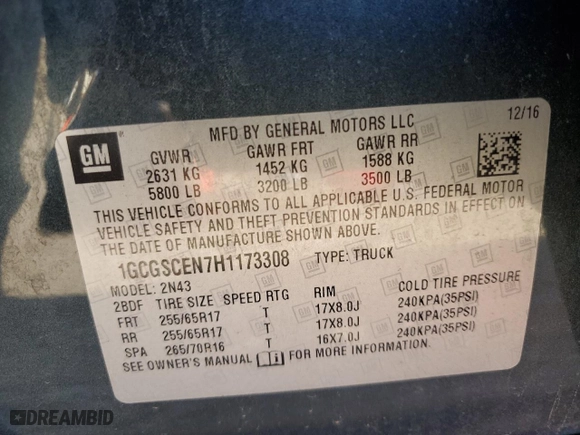 12/16
MFD BY GENERAL MOTORS LLC
GM
GVWR GAWR FRT GAWR RR
2631 KG 1452 KG 1588 KG
5800 LB 3200 LB 3500 LB
THIS VEHICLE CONFORMS TO ALL APPLICABLE U.S. FEDERAL MOTOR
VEHICLE SAFETY AND THEFT PREVENTION STANDARDS IN EFFECT ON
THE DATE OF MANUFACTURE SHOWN ABOVE.
1GCGSCEN7H1173308 TYPE: TRUCK
MODEL: 2N43
2BDF TIRE SIZE SPEED RTG RIM COLD TIRE PRESSURE
FRT 255/65R17 T 17X8.0J 240KPA(35PSI)
RR 255/65R17 T 17X8.0J 240KPA(35PSI)
SPA 265/70R16 T 16X7.0J 240KPA(35PSI)
SEE OWNER'S MANUAL i FOR MORE INFORMATION.
DREAMBID